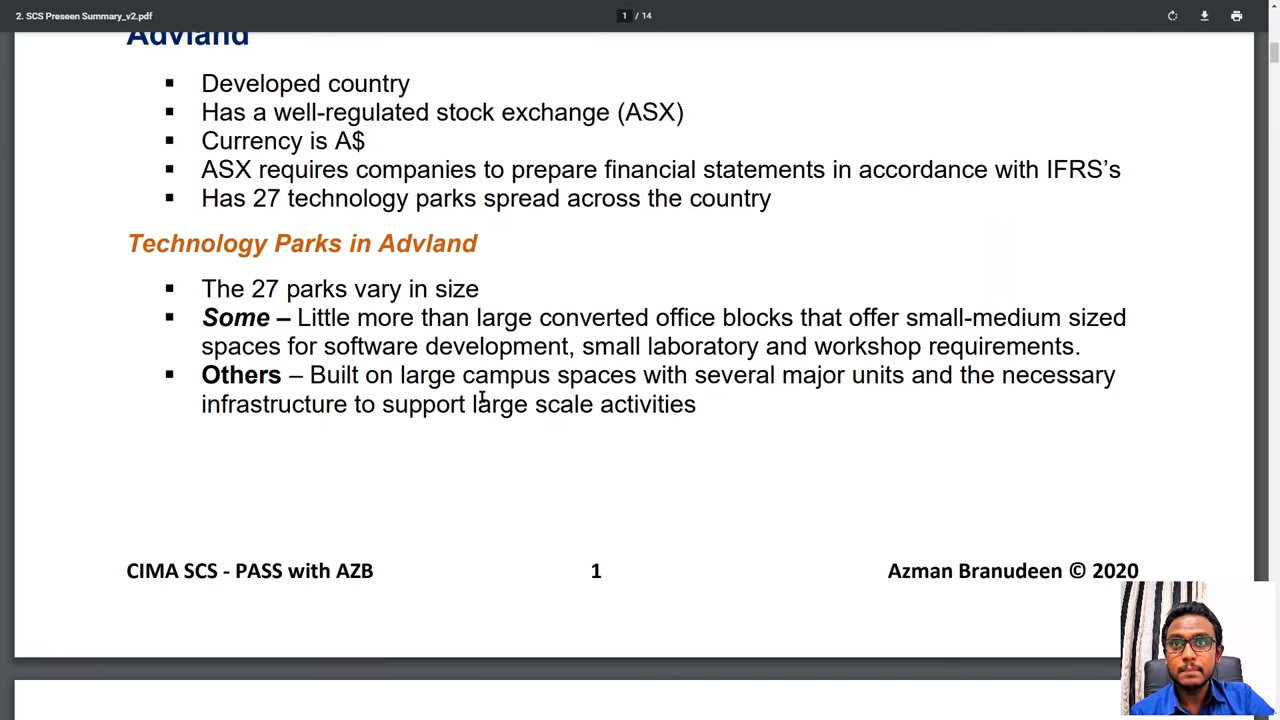 2. SCS Preseen Summary_v2.pdf
1 / 14
Advland
▪ Developed country
▪ Has a well-regulated stock exchange (ASX)
▪ Currency is A$
▪ ASX requires companies to prepare financial statements in accordance with IFRS’s
▪ Has 27 technology parks spread across the country
Technology Parks in Advland
▪ The 27 parks vary in size
▪ Some – Little more than large converted office blocks that offer small-medium sized
spaces for software development, small laboratory and workshop requirements.
▪ Others – Built on large campus spaces with several major units and the necessary
infrastructure to support large scale activities
CIMA SCS - PASS with AZB 1 Azman Branudeen © 2020